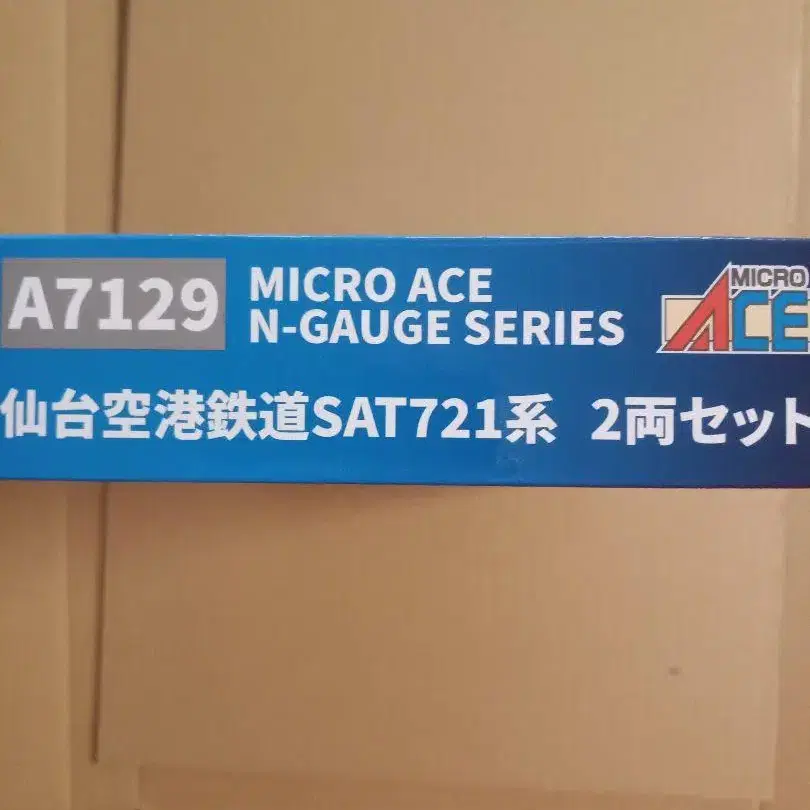 A7129
MICRO ACE
N-GAUGE SERIES
MICRO
ACE
仙台空港鉄道SAT721系 2両セット